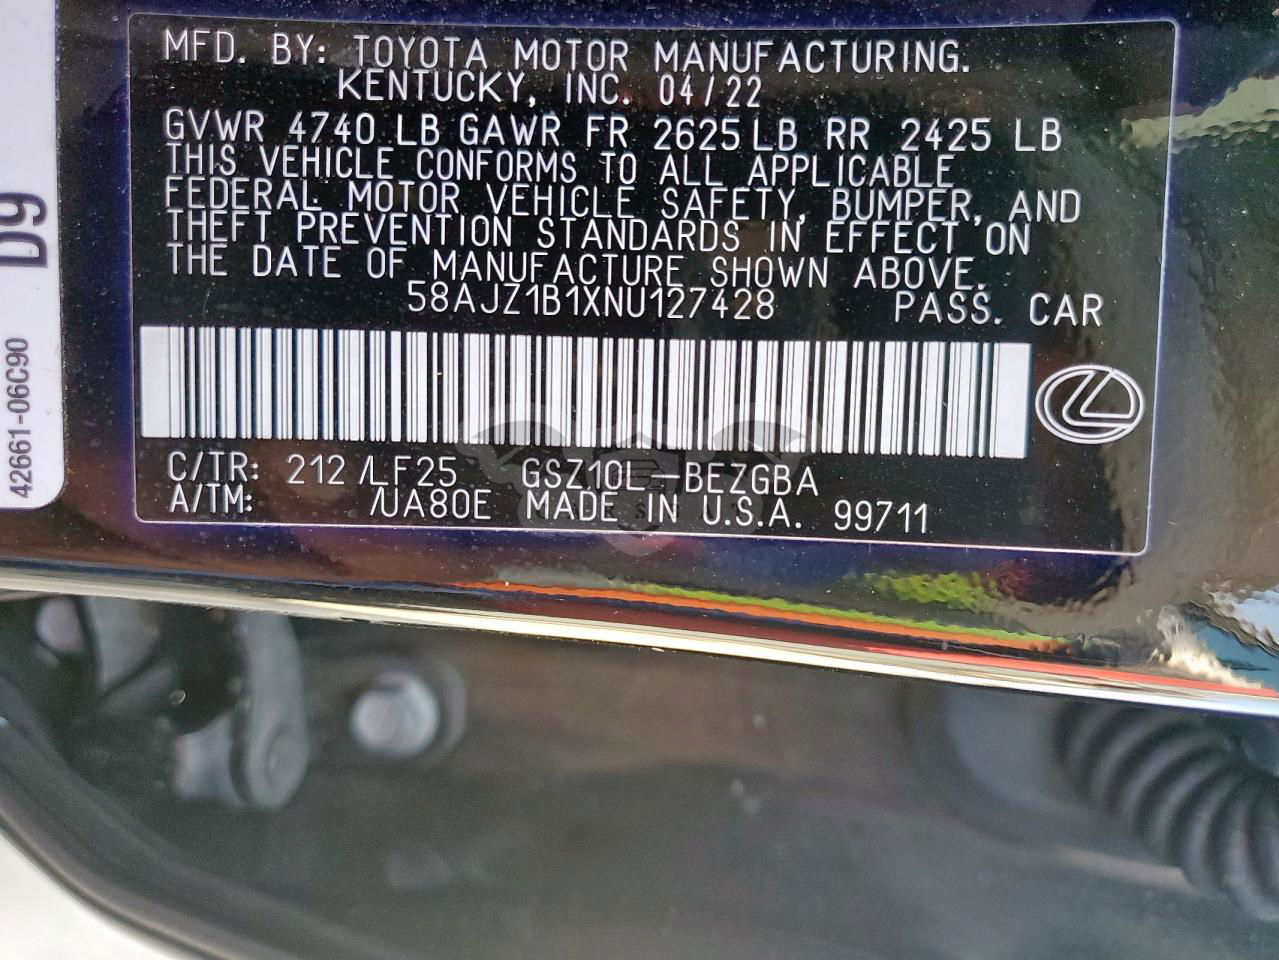 MFD. BY: TOYOTA MOTOR MANUFACTURING.
KENTUCKY, INC. 04/22
GVWR 4740 LB GAWR FR 2625 LB RR 2425 LB
THIS VEHICLE CONFORMS TO ALL APPLICABLE
FEDERAL MOTOR VEHICLE SAFETY, BUMPER, AND
THEFT PREVENTION STANDARDS IN EFFECT ON
THE DATE OF MANUFACTURE SHOWN ABOVE.
58AJZ1B1XNU127428 PASS. CAR
C/TR: 212 /LF25 GSZ10L-BEZGBA
A/TM: /UA80E MADE IN U.S.A. 99711
D9
42661-06C90